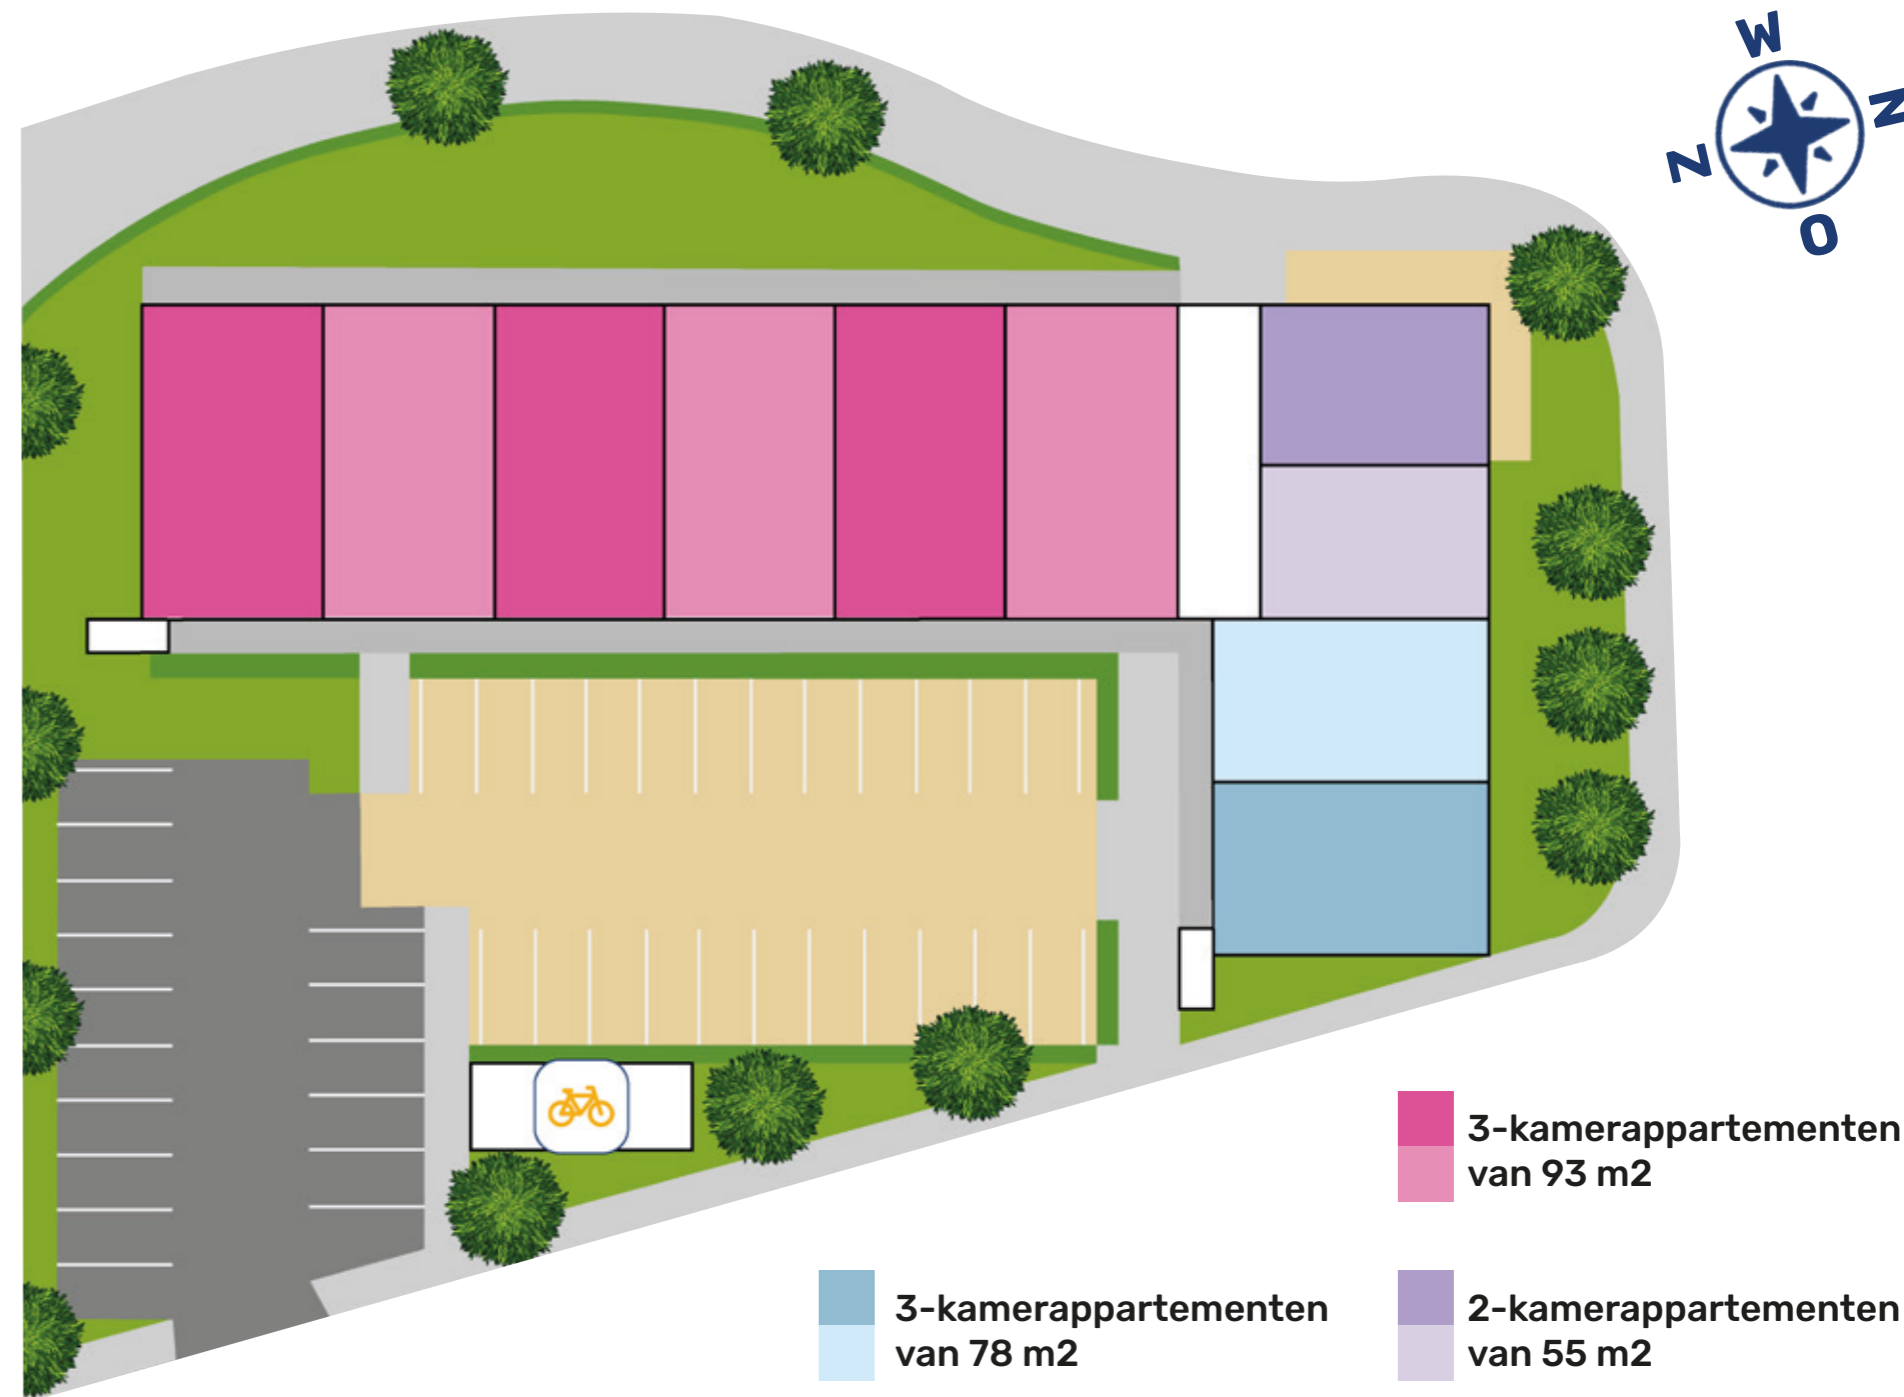 W
N
N
O
3-kamerappartementen
van 93 m2
3-kamerappartementen
van 78 m2
2-kamerappartementen
van 55 m2